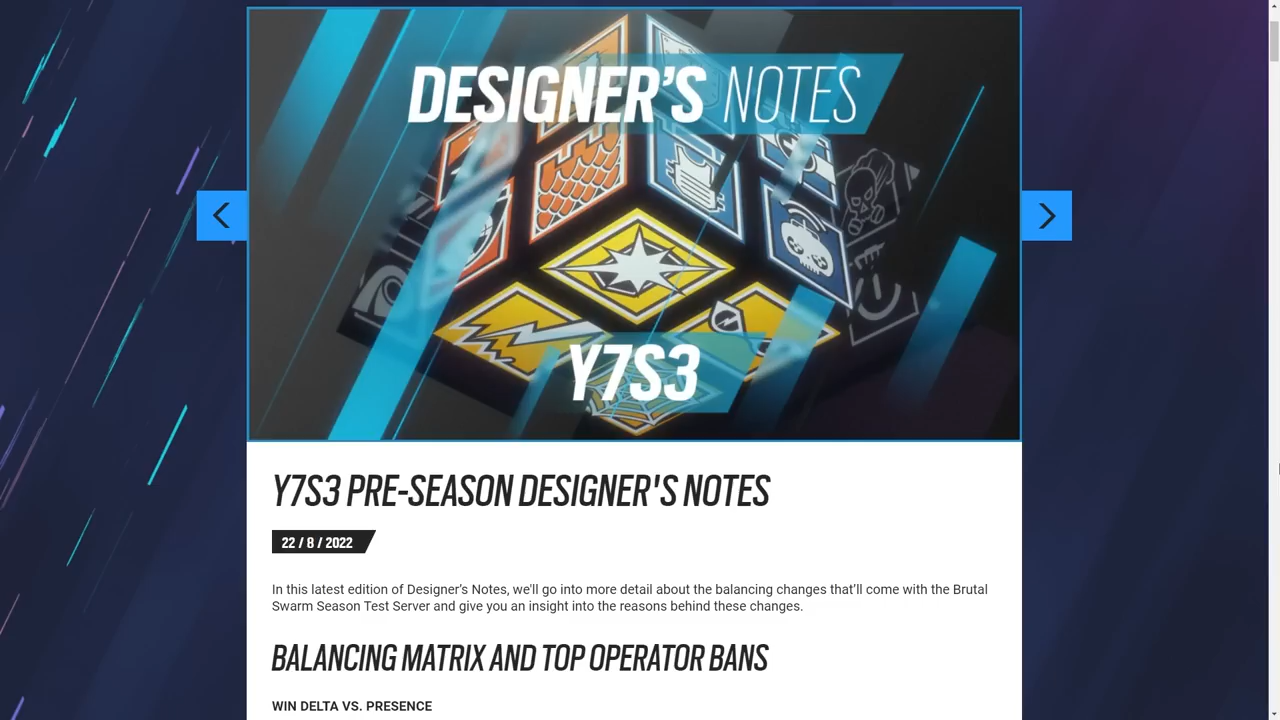 DESIGNER'S NOTES
Y7S3
Y7S3 PRE-SEASON DESIGNER'S NOTES
22 / 8 / 2022
In this latest edition of Designer’s Notes, we'll go into more detail about the balancing changes that’ll come with the Brutal
Swarm Season Test Server and give you an insight into the reasons behind these changes.
BALANCING MATRIX AND TOP OPERATOR BANS
WIN DELTA VS. PRESENCE